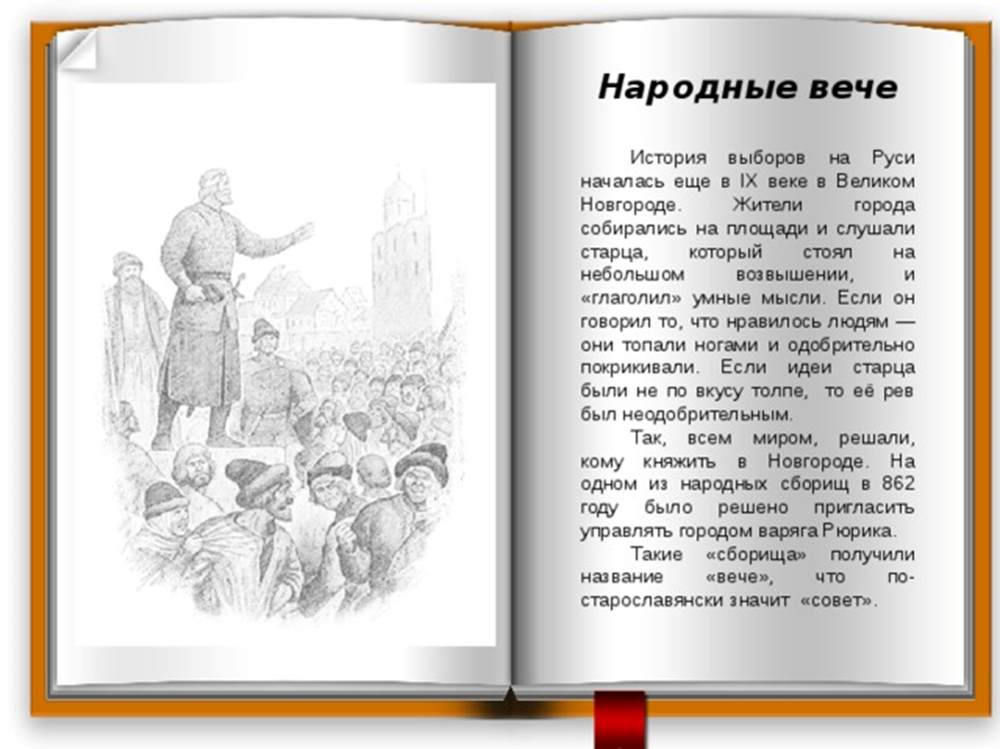 Народные вече
История выборов на Руси
началась еще в IX веке в Великом
Новгороде. Жители города
собирались на площади и слушали
старца, который стоял на
небольшом возвышении, и
«глаголил» умные мысли. Если он
говорил то, что нравилось людям —
они топали ногами и одобрительно
покрикивали. Если идеи старца
были не по вкусу толпе, то её рев
был неодобрительным.
Так, всем миром, решали,
кому княжить в Новгороде. На
одном из народных сборищ в 862
году было решено пригласить
управлять городом варяга Рюрика.
Такие «сборища» получили
название «вече», что по-
старославянски значит «совет».